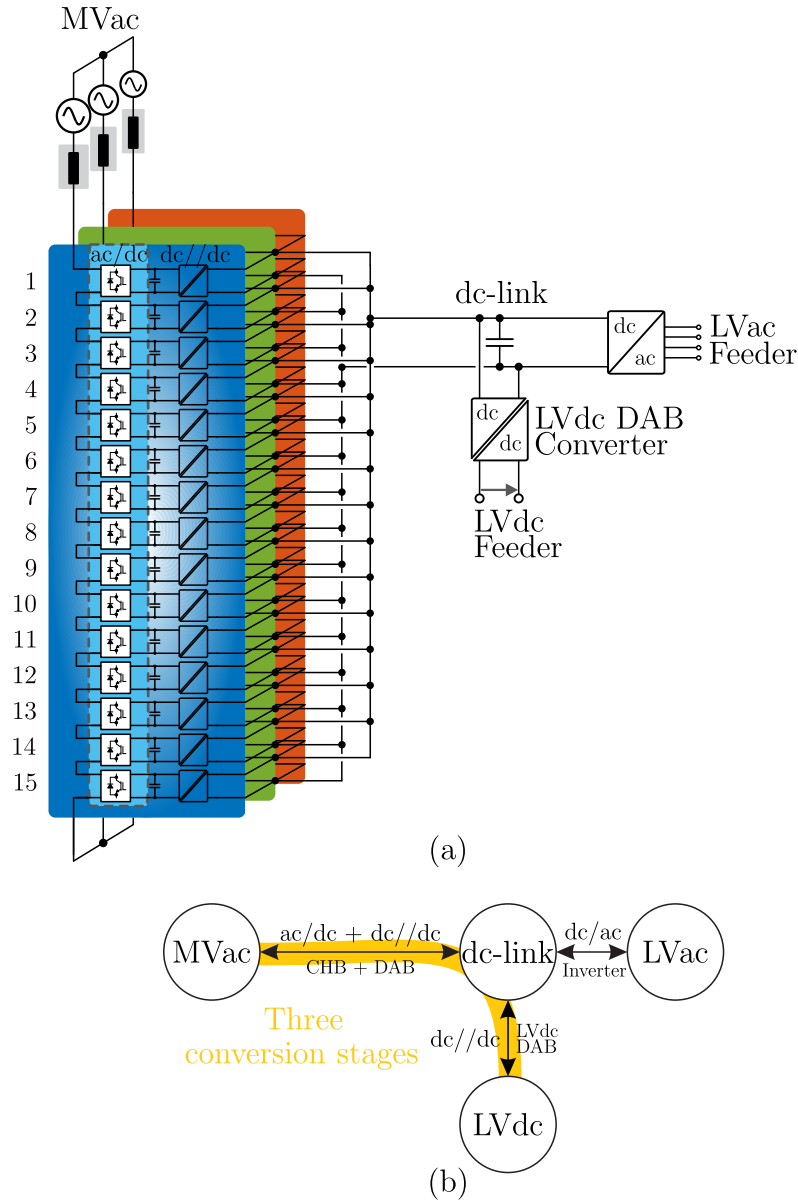 MVac
ac/dc dc//dc
1
2
3
4
5
6
7
8
9
10
11
12
13
14
15
dc-link
dc
ac
LVac
Feeder
dc
dc
LVdc DAB
Converter
LVdc
Feeder
(a)
MVac
ac/dc + dc//dc
CHB + DAB
dc-link
dc/ac
Inverter
LVac
Three
conversion stages
dc//dc
LVdc
DAB
LVdc
(b)